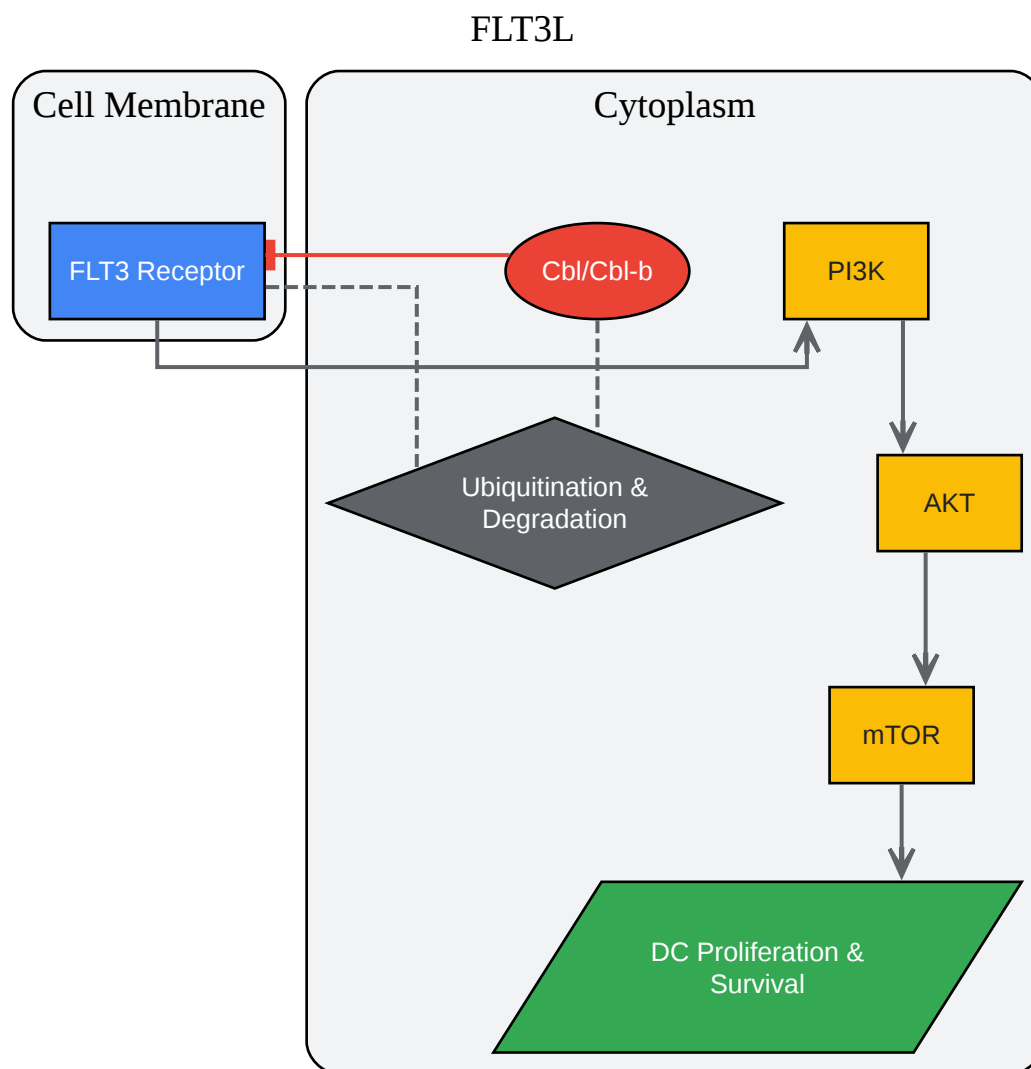 FLT3L
Cell Membrane
Cytoplasm
FLT3 Receptor
Cbl/Cbl-b
PI3K
Ubiquitination &
Degradation
AKT
mTOR
DC Proliferation &
Survival